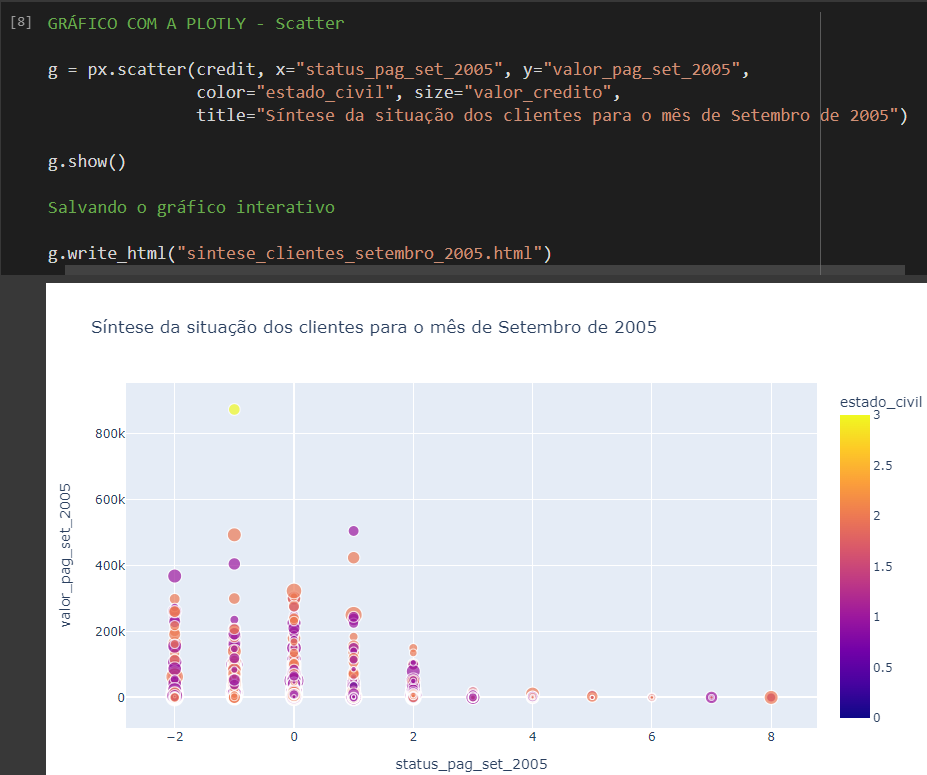 [8] GRÁFICO COM A PLOTLY - Scatter
g = px.scatter(credit, x="status_pag_set_2005", y="valor_pag_set_2005",
color="estado_civil", size="valor_credito",
title="Síntese da situação dos clientes para o mês de Setembro de 2005")
g.show()
Salvando o gráfico interativo
g.write_html("sintese_clientes_setembro_2005.html")
Síntese da situação dos clientes para o mês de Setembro de 2005
valor_pag_set_2005
800k
600k
400k
200k
0
−2 0 2 4 6 8
status_pag_set_2005
estado_civil
3
2.5
2
1.5
1
0.5
0